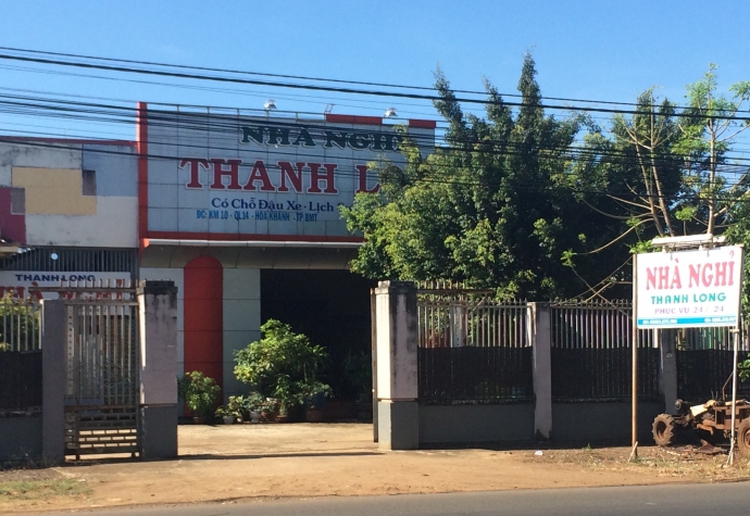 NHÀ NGHỈ
THANH LO
Có Chỗ Đậu Xe - Lịch
ĐC: KM 10 - QL14 - HÒA KHÁNH - TP BMT
THANH LONG
NHÀ NGHỈ
THANH LONG
PHỤC VỤ 24 / 24